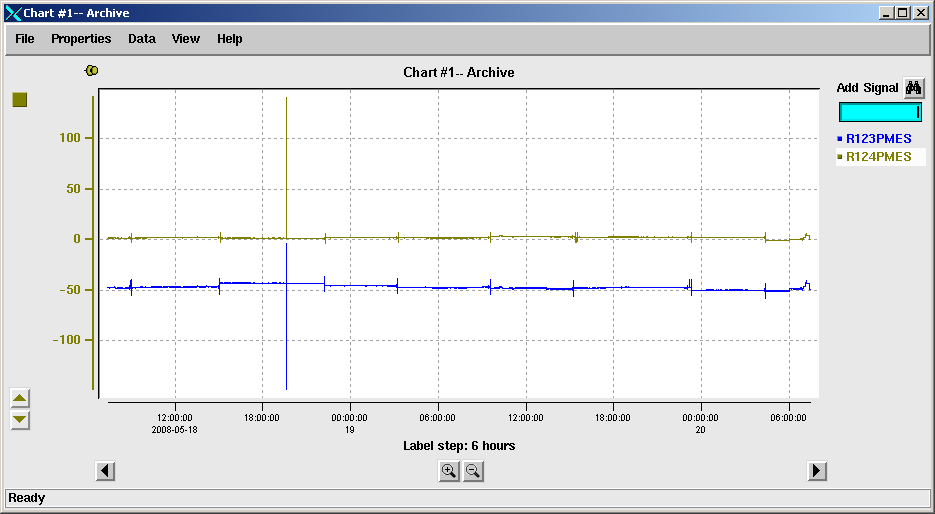 Chart #1-- Archive
File Properties Data View Help
Chart #1-- Archive
Add Signal
R123PMES
R124PMES
100
50
0
-50
-100
12:00:00 18:00:00 00:00:00 06:00:00 12:00:00 18:00:00 00:00:00 06:00:00
2008-05-18 19 20
Label step: 6 hours
Ready